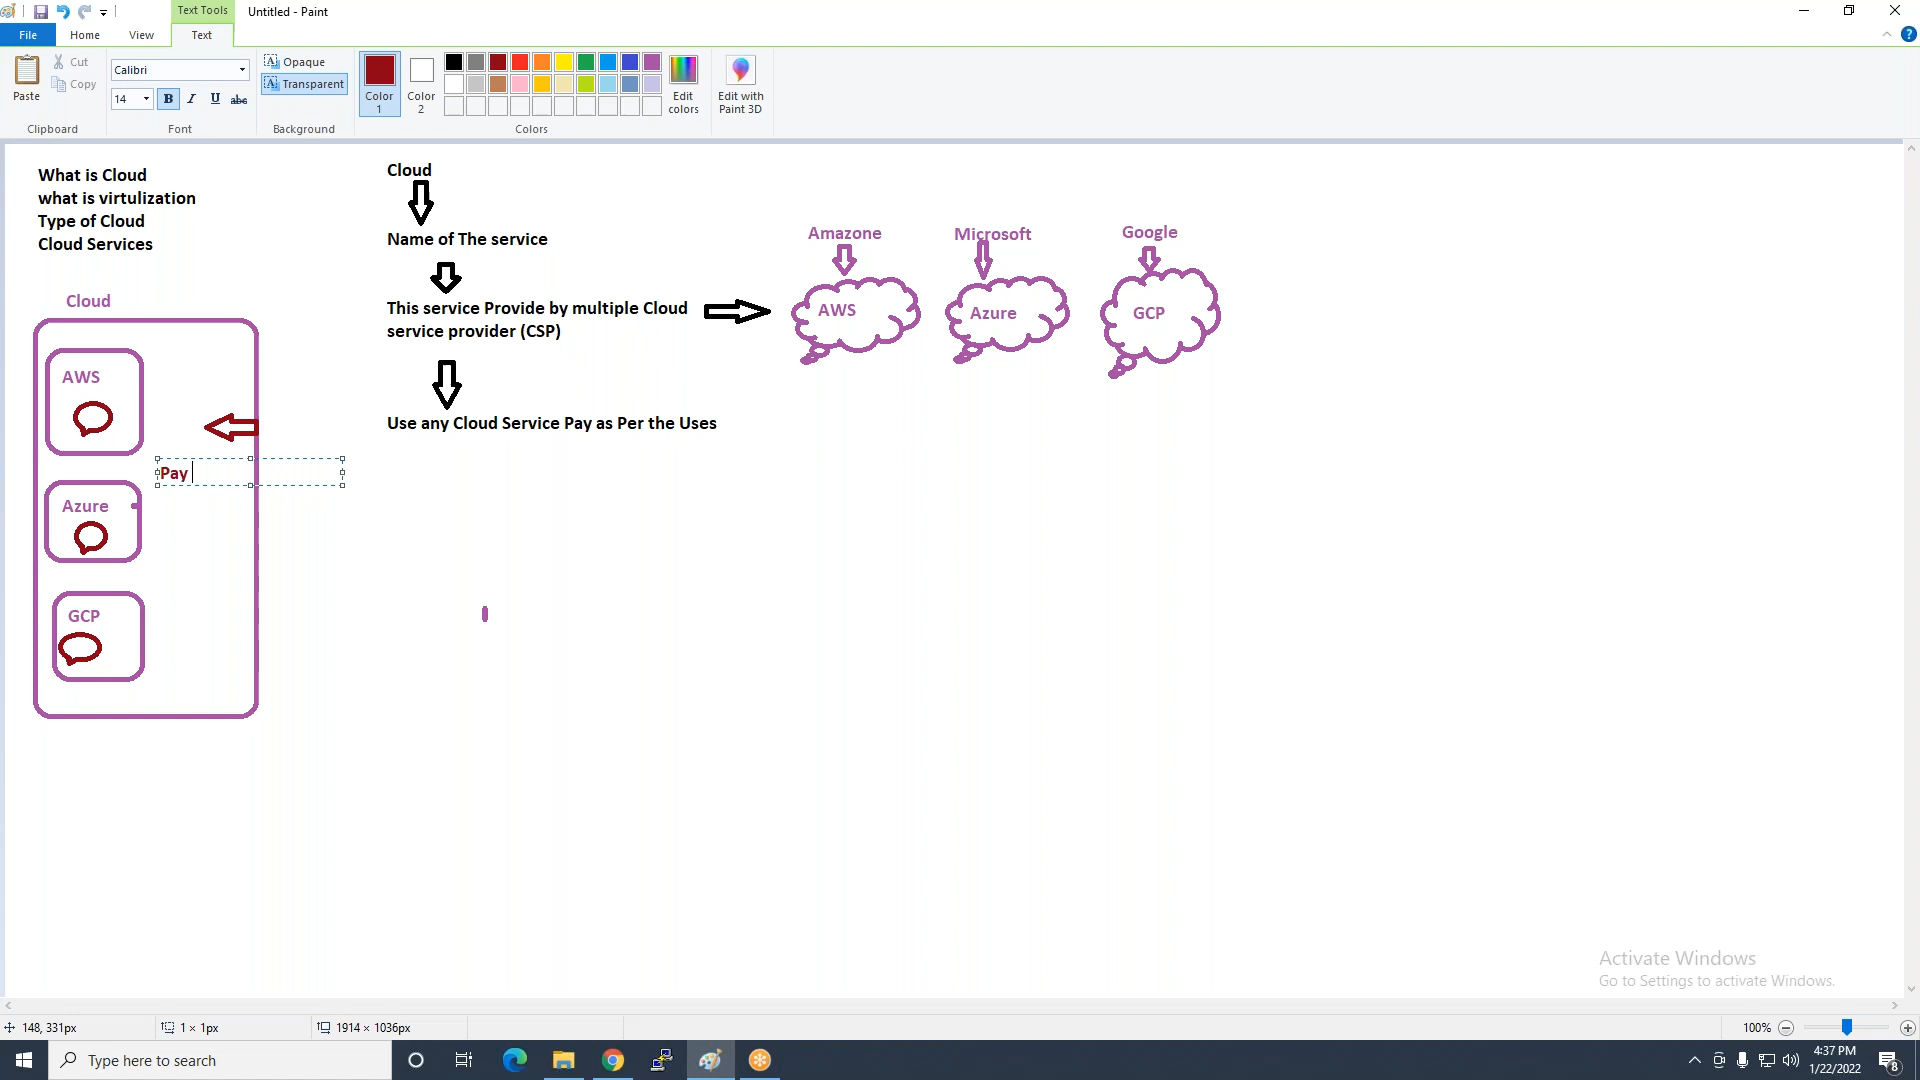 Text Tools
Untitled - Paint
File
Home
View
Text
Paste
Cut
Copy
Clipboard
Calibri
14
B
I
U
abc
Font
Opaque
Transparent
Background
Color
1
Color
2
Edit
colors
Colors
Edit with
Paint 3D
What is Cloud
what is virtulization
Type of Cloud
Cloud Services
Cloud
AWS
Azure
GCP
Pay
Cloud
Name of The service
This service Provide by multiple Cloud
service provider (CSP)
Use any Cloud Service Pay as Per the Uses
Amazone
Microsoft
Google
AWS
Azure
GCP
Activate Windows
Go to Settings to activate Windows.
148, 331px
1 × 1px
1914 × 1036px
100%
Type here to search
4:37 PM
1/22/2022
8